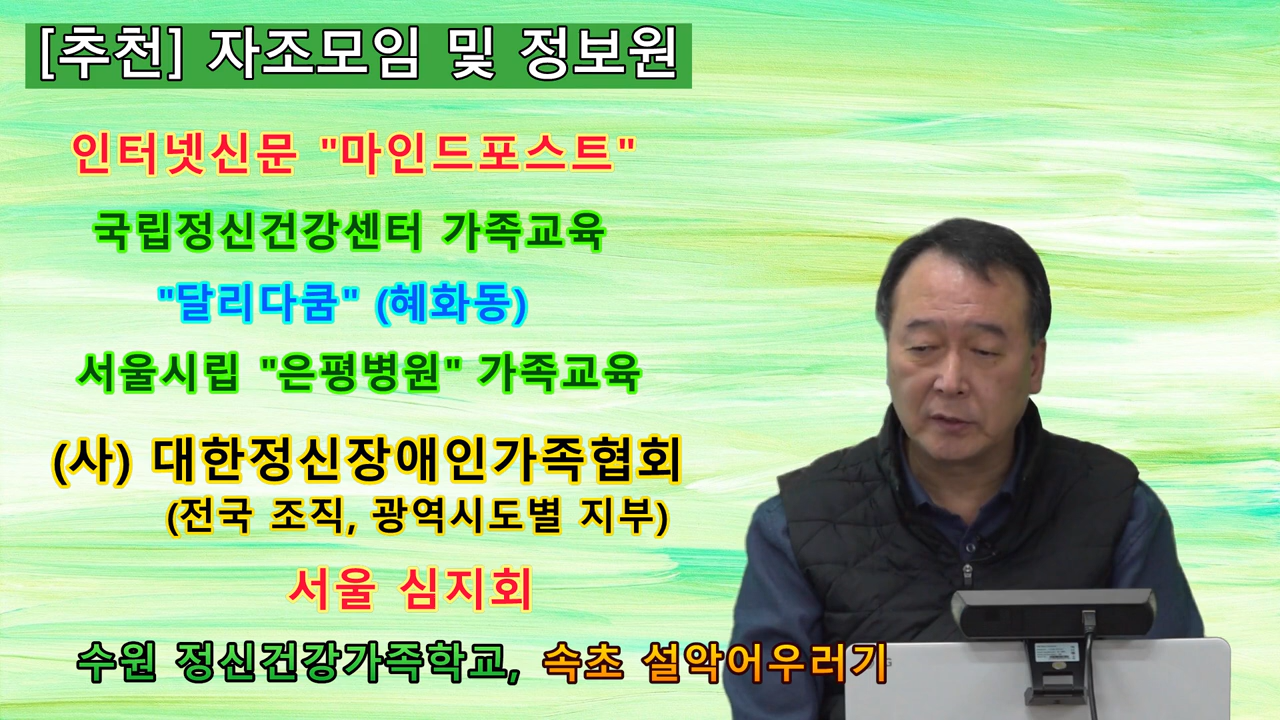 [추천] 자조모임 및 정보원
인터넷신문 "마인드포스트"
국립정신건강센터 가족교육
"달리다쿰" (혜화동)
서울시립 "은평병원" 가족교육
(사) 대한정신장애인가족협회
(전국 조직, 광역시도별 지부)
서울 심지회
수원 정신건강가족학교, 속초 설악어우러기